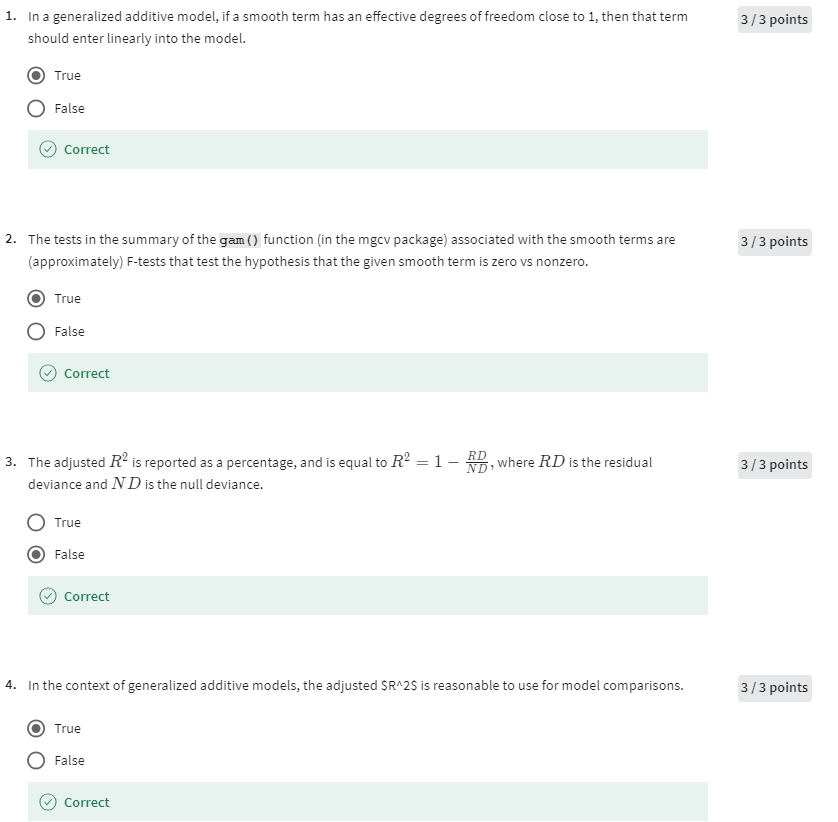 1. In a generalized additive model, if a smooth term has an effective degrees of freedom close to 1, then that term
should enter linearly into the model.
3 / 3 points
True
False
Correct
2. The tests in the summary of the gam() function (in the mgcv package) associated with the smooth terms are
(approximately) F-tests that test the hypothesis that the given smooth term is zero vs nonzero.
3 / 3 points
True
False
Correct
3. The adjusted R² is reported as a percentage, and is equal to R² = 1 − RD/ND, where RD is the residual
deviance and ND is the null deviance.
3 / 3 points
True
False
Correct
4. In the context of generalized additive models, the adjusted $R^2$ is reasonable to use for model comparisons.
3 / 3 points
True
False
Correct